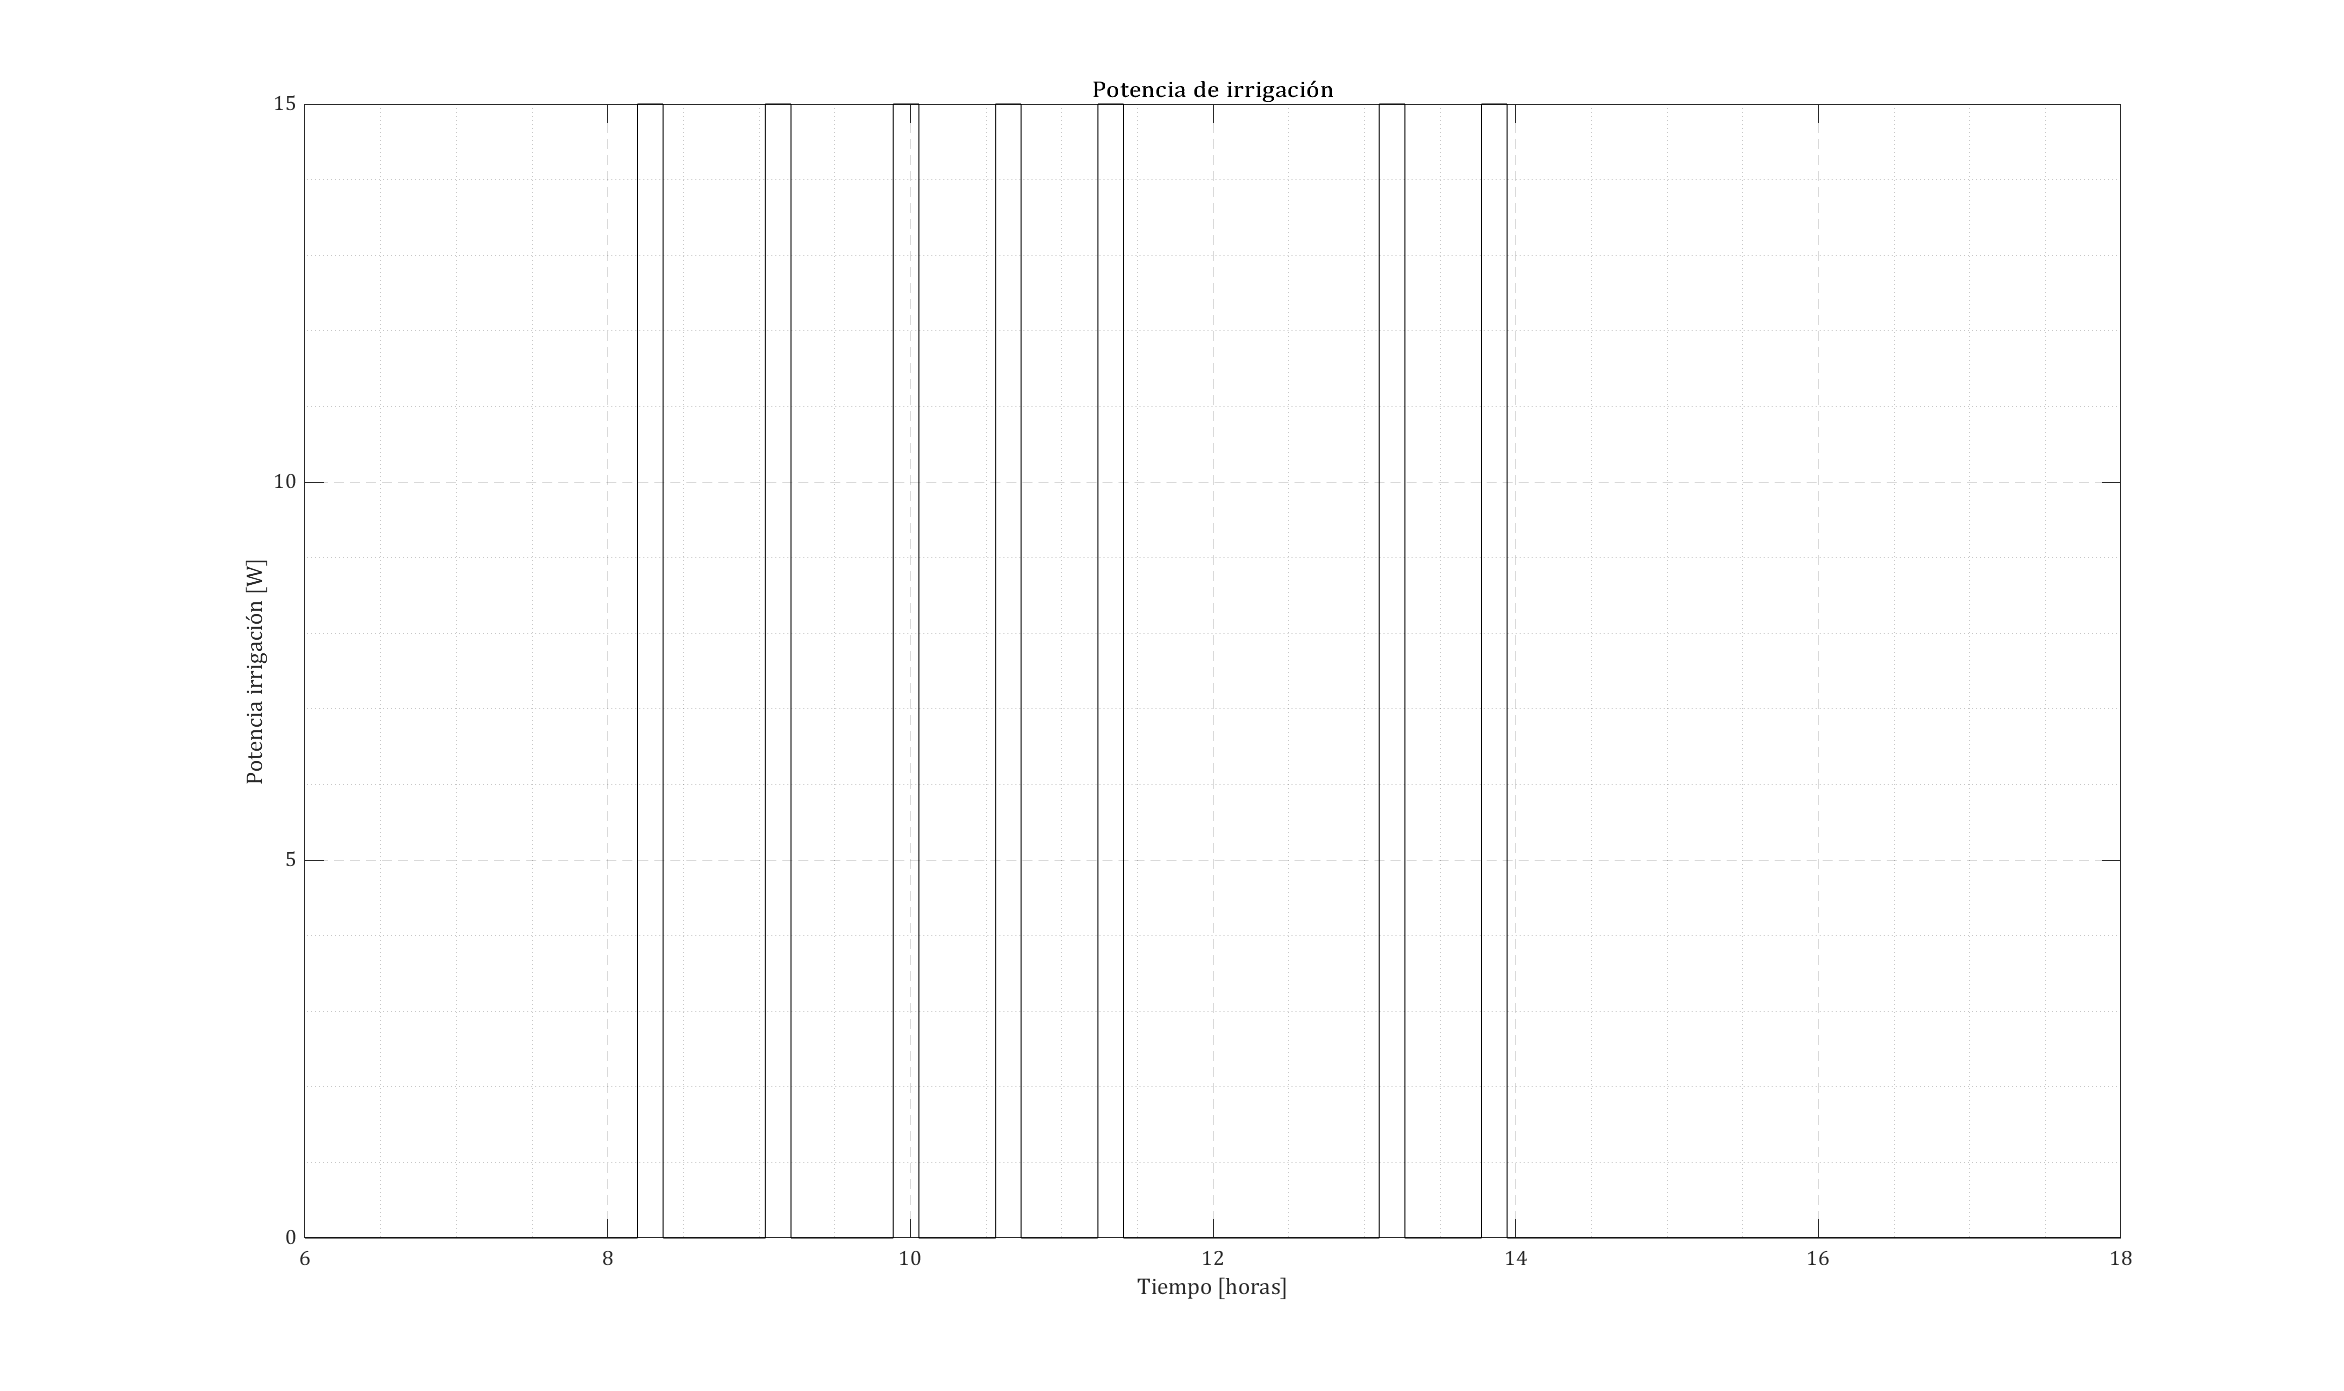 Potencia de irrigación
15
10
5
0
Potencia irrigación [W]
6 8 10 12 14 16 18
Tiempo [horas]